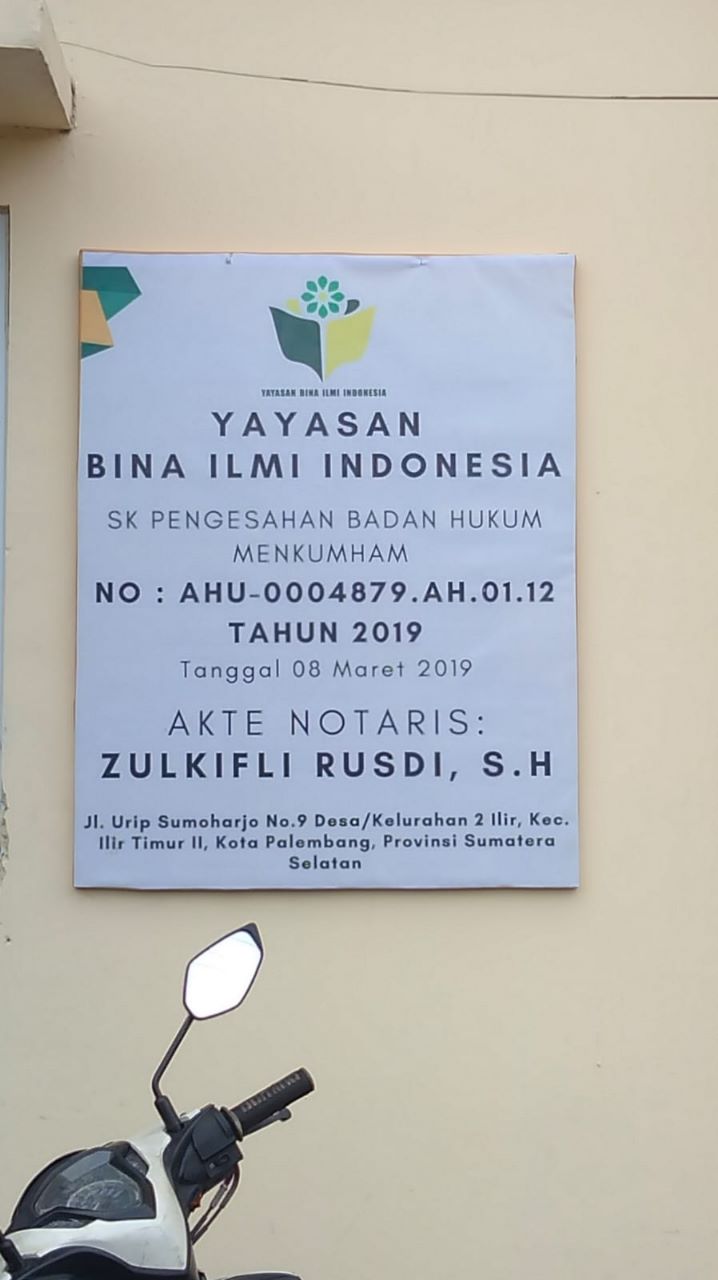 YAYASAN BINA ILMI INDONESIA
YAYASAN
BINA ILMI INDONESIA
SK PENGESAHAN BADAN HUKUM
MENKUMHAM
NO : AHU-0004879.AH.01.12
TAHUN 2019
Tanggal 08 Maret 2019
AKTE NOTARIS:
ZULKIFLI RUSDI, S.H
Jl. Urip Sumoharjo No.9 Desa/Kelurahan 2 Ilir, Kec.
Ilir Timur II, Kota Palembang, Provinsi Sumatera
Selatan